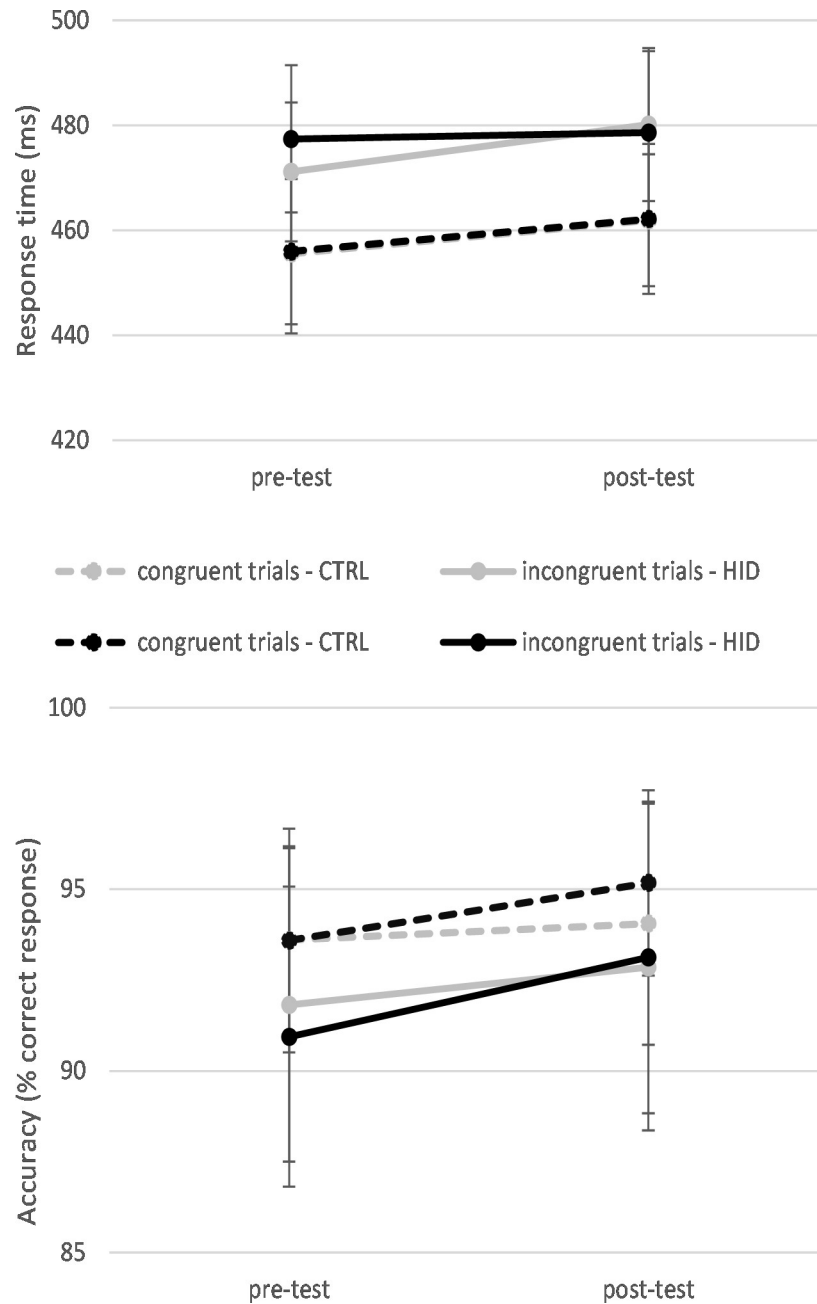 Response time (ms)
500
480
460
440
420
pre-test
post-test
congruent trials - CTRL
incongruent trials - HID
congruent trials - CTRL
incongruent trials - HID
Accuracy (% correct response)
100
95
90
85
pre-test
post-test